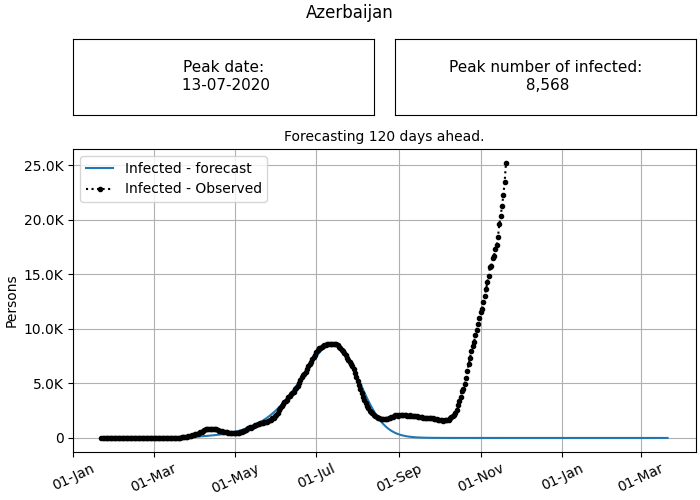 Azerbaijan
Peak date:
13-07-2020
Peak number of infected:
8,568
Forecasting 120 days ahead.
Infected - forecast
Infected - Observed
25.0K
20.0K
15.0K
10.0K
5.0K
0
Persons
01-Jan
01-Mar
01-May
01-Jul
01-Sep
01-Nov
01-Jan
01-Mar